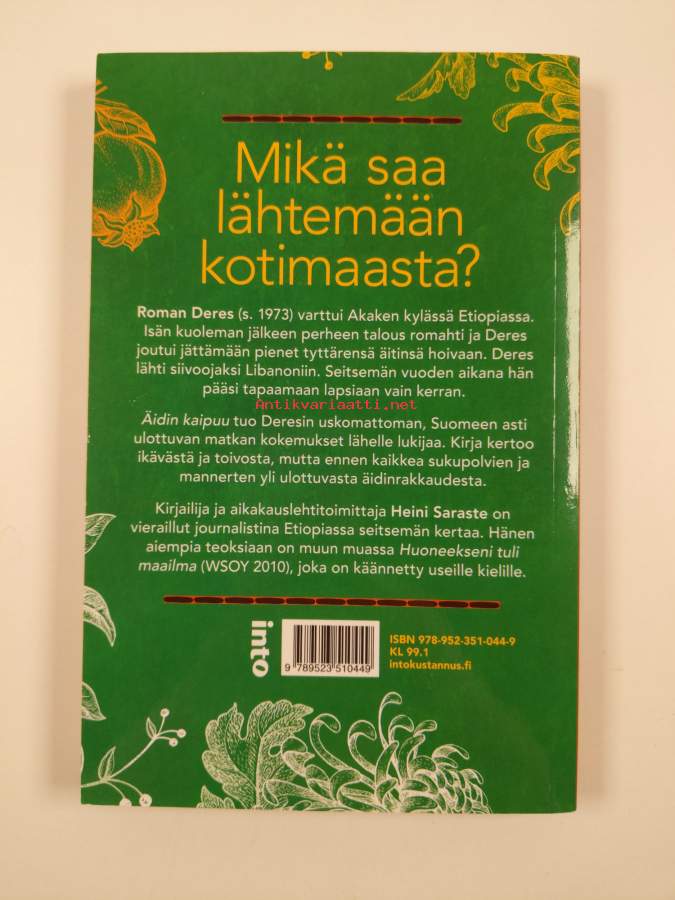 Mikä saa
lähtemään
kotimaasta?
Roman Deres (s. 1973) varttui Akaken kylässä Etiopiassa.
Isän kuoleman jälkeen perheen talous romahti ja Deres
joutui jättämään pienet tyttärensä äitinsä hoivaan. Deres
lähti siivoojaksi Libanoniin. Seitsemän vuoden aikana hän
pääsi tapaamaan lapsiaan vain kerran.
Antikvariaatti.net
Äidin kaipuu tuo Deresin uskomattoman, Suomeen asti
ulottuvan matkan kokemukset lähelle lukijaa. Kirja kertoo
ikävästä ja toivosta, mutta ennen kaikkea sukupolvien ja
mannerten yli ulottuvasta äidinrakkaudesta.
Kirjailija ja aikakauslehtitoimittaja Heini Saraste on
vieraillut journalistina Etiopiassa seitsemän kertaa. Hänen
aiempia teoksiaan on muun muassa Huoneekseni tuli
maailma (WSOY 2010), joka on käännetty useille kielille.
into
9 789523 510449
ISBN 978-952-351-044-9
KL 99.1
intokustannus.fi